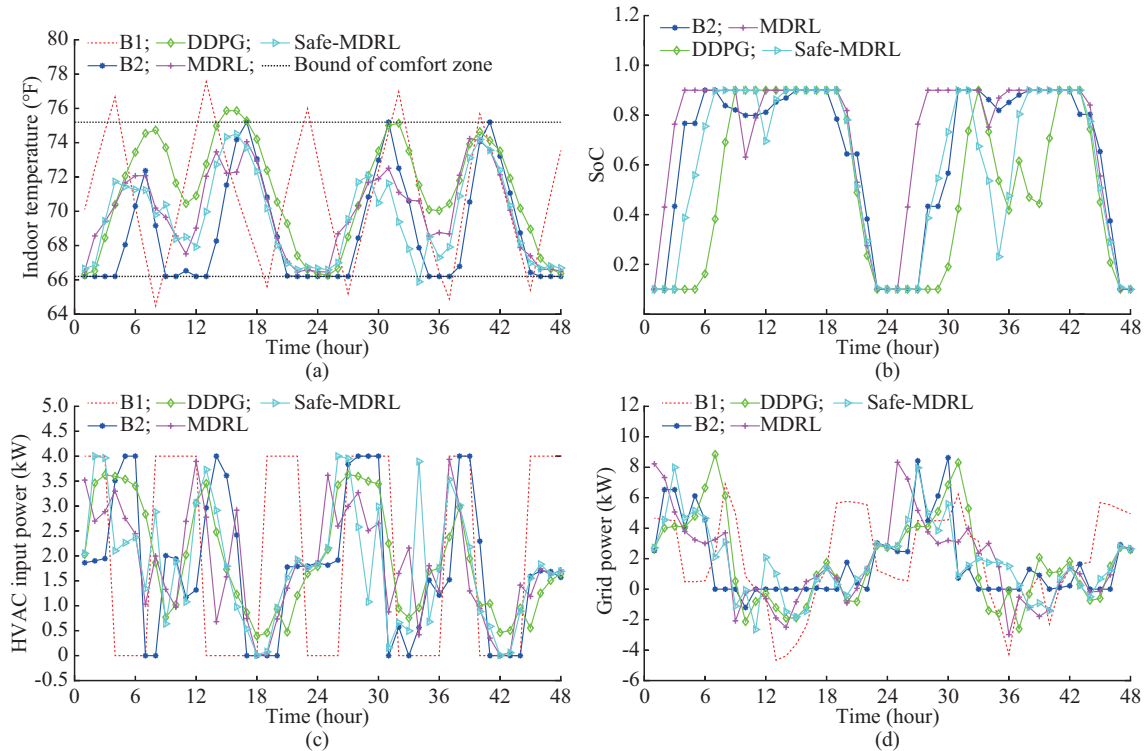 B1; DDPG; Safe-MDRL
B2; MDRL; Bound of comfort zone
80
78
76
74
72
70
68
66
64
Indoor temperature (°F)
0 6 12 18 24 30 36 42 48
Time (hour)
(a)
B2; MDRL
DDPG; Safe-MDRL
1.2
1.0
0.8
0.6
0.4
0.2
SoC
0 6 12 18 24 30 36 42 48
Time (hour)
(b)
B1; DDPG; Safe-MDRL
B2; MDRL
5.0
4.5
4.0
3.5
3.0
2.5
2.0
1.5
1.0
0.5
0
-0.5
HVAC input power (kW)
0 6 12 18 24 30 36 42 48
Time (hour)
(c)
B1; DDPG; Safe-MDRL
B2; MDRL
12
10
8
6
4
2
0
-2
-4
-6
Grid power (kW)
0 6 12 18 24 30 36 42 48
Time (hour)
(d)